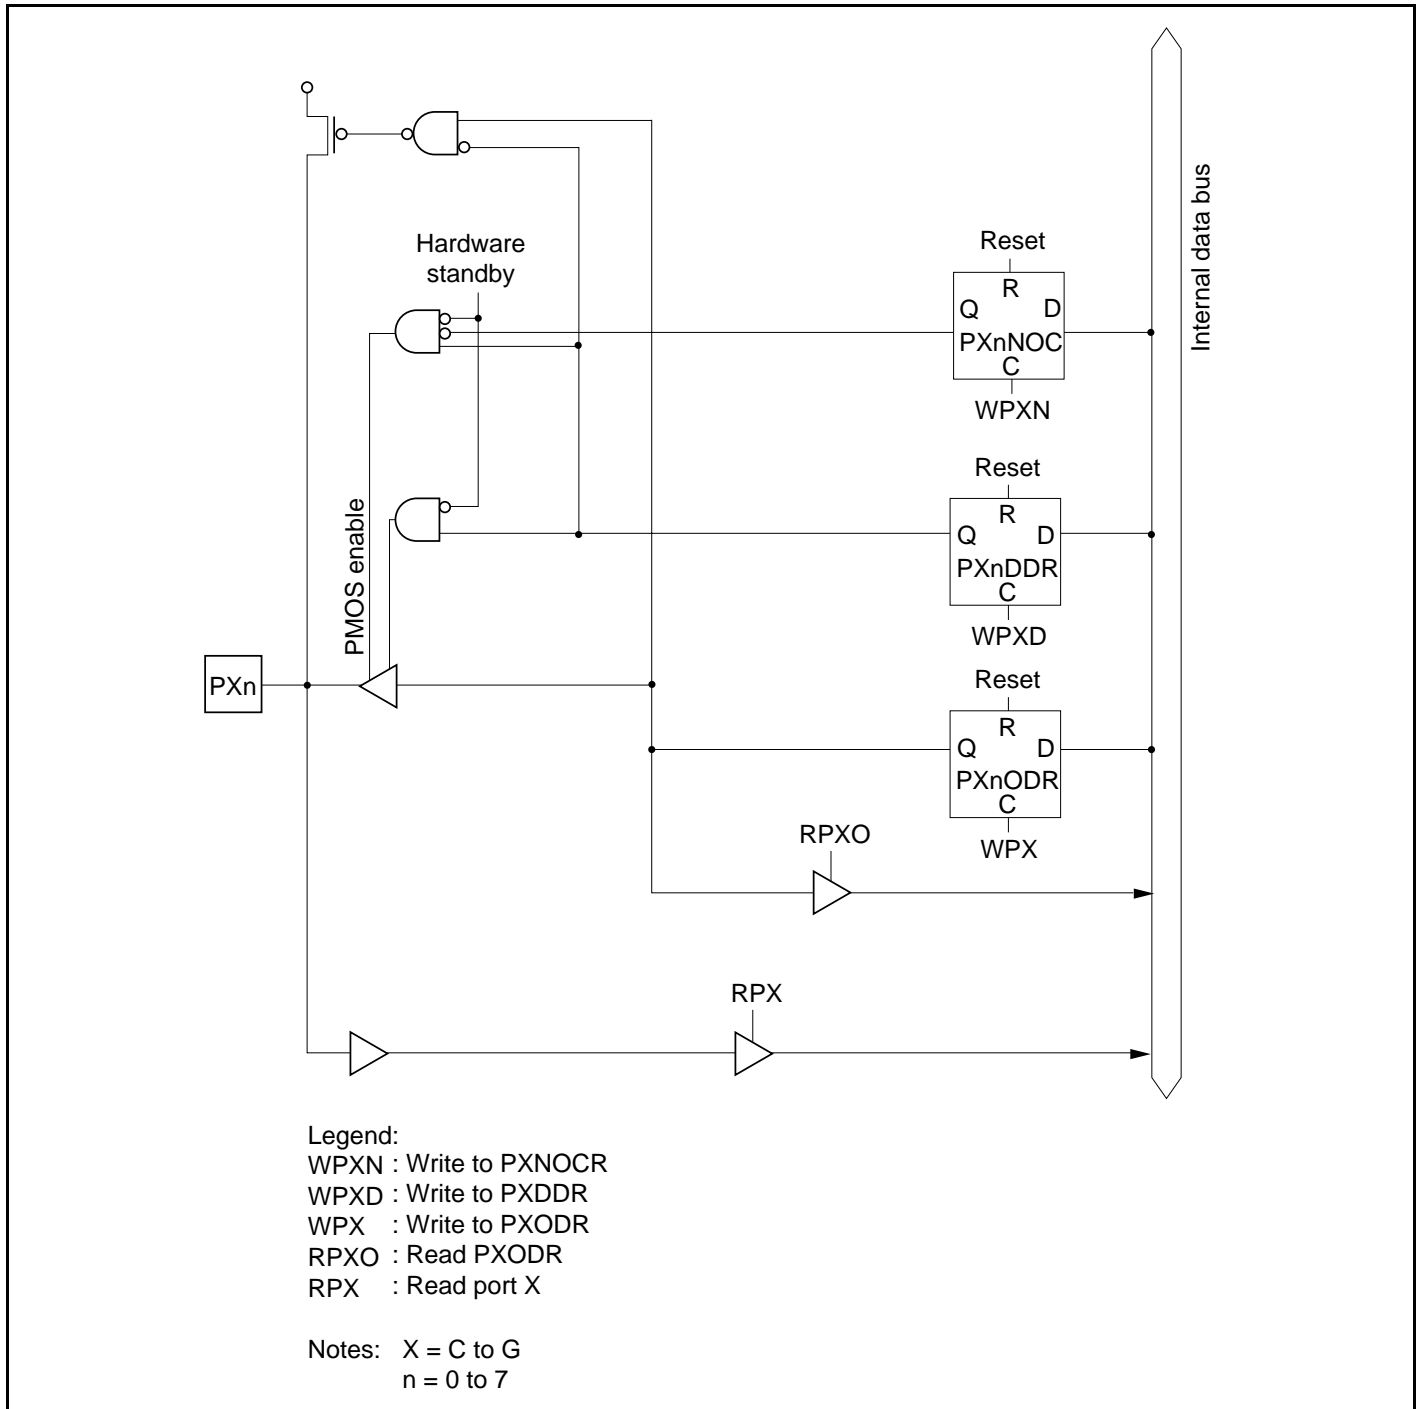 Hardware
standby
Reset
R
Q D
PXnNOC
C
WPXN
Internal data bus
Reset
R
Q D
PXnDDR
C
WPXD
PMOS enable
PXn
Reset
R
Q D
PXnODR
C
WPX
RPXO
RPX
Legend:
WPXN : Write to PXNOCR
WPXD : Write to PXDDR
WPX : Write to PXODR
RPXO : Read PXODR
RPX : Read port X
Notes: X = C to G
n = 0 to 7